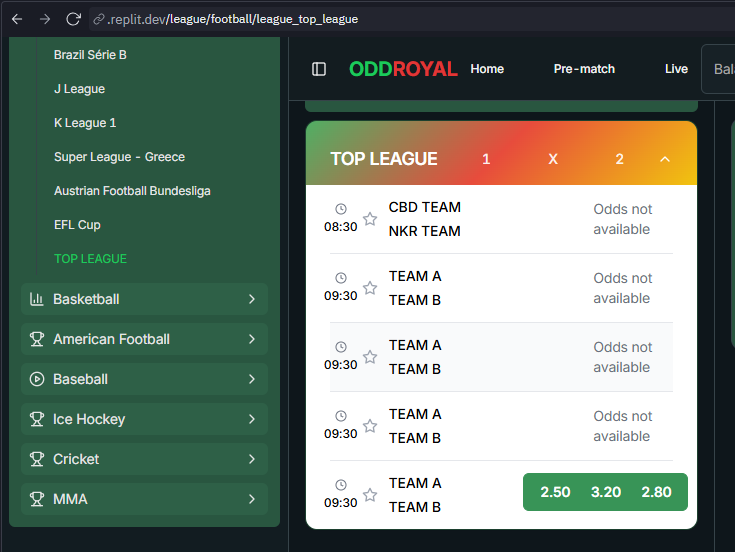 .replit.dev/league/football/league_top_league
Brazil Série B
J League
K League 1
Super League - Greece
Austrian Football Bundesliga
EFL Cup
TOP LEAGUE
Basketball
American Football
Baseball
Ice Hockey
Cricket
MMA
ODDROYAL Home Pre-match Live Bala
TOP LEAGUE 1 X 2
08:30
CBD TEAM
NKR TEAM
Odds not
available
09:30
TEAM A
TEAM B
Odds not
available
09:30
TEAM A
TEAM B
Odds not
available
09:30
TEAM A
TEAM B
Odds not
available
09:30
TEAM A
TEAM B
2.50 3.20 2.80